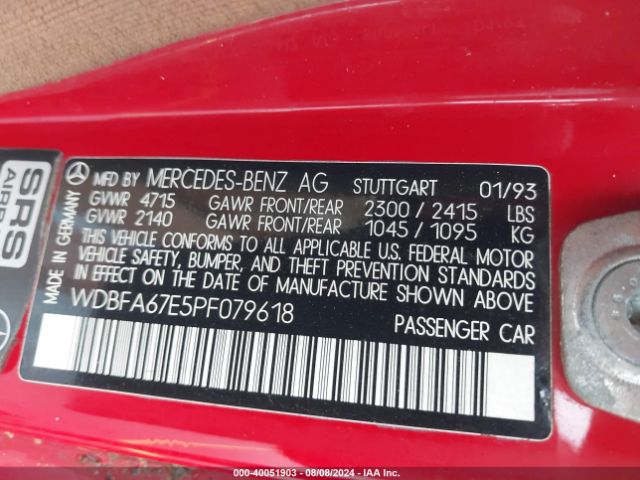 MFD BY MERCEDES-BENZ AG STUTTGART 01/93
GVWR 4715 GAWR FRONT/REAR 2300 / 2415 LBS
GVWR 2140 GAWR FRONT/REAR 1045 / 1095 KG
THIS VEHICLE CONFORMS TO ALL APPLICABLE U.S. FEDERAL MOTOR
VEHICLE SAFETY, BUMPER, AND THEFT PREVENTION STANDARDS
IN EFFECT ON THE DATE OF MANUFACTURE SHOWN ABOVE
WDBFA67E5PF079618
PASSENGER CAR
MADE IN GERMANY
SRS
000-40051903 - 08/08/2024 - IAAI.com